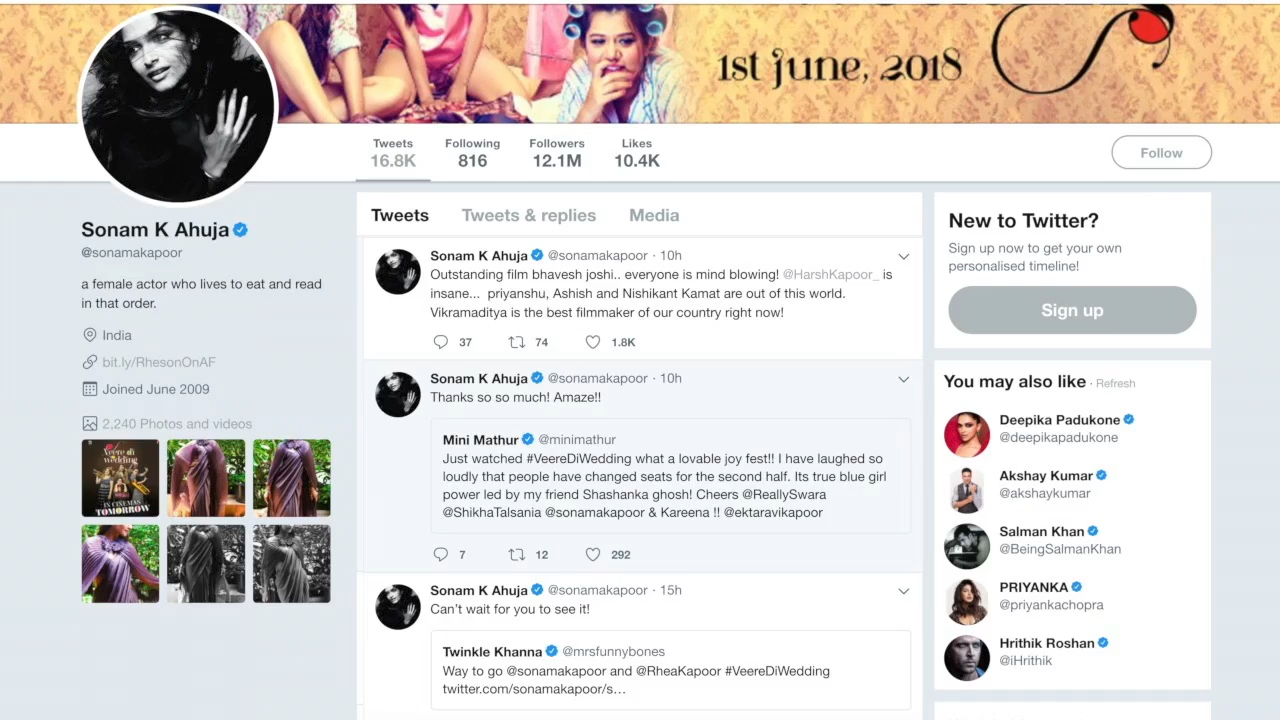 1st June, 2018
Tweets Following Followers Likes
16.8K 816 12.1M 10.4K
Follow
Sonam K Ahuja
@sonamakapoor
a female actor who lives to eat and read
in that order.
India
bit.ly/RhesonOnAF
Joined June 2009
2,240 Photos and videos
Veere di
wedding
IN CINEMAS
TOMORROW
Tweets Tweets & replies Media
Sonam K Ahuja @sonamakapoor · 10h
Outstanding film bhavesh joshi.. everyone is mind blowing! @HarshKapoor_ is
insane... priyanshu, Ashish and Nishikant Kamat are out of this world.
Vikramaditya is the best filmmaker of our country right now!
37 74 1.8K
Sonam K Ahuja @sonamakapoor · 10h
Thanks so so much! Amaze!!
Mini Mathur @minimathur
Just watched #VeereDiWedding what a lovable joy fest!! I have laughed so
loudly that people have changed seats for the second half. Its true blue girl
power led by my friend Shashanka ghosh! Cheers @ReallySwara
@ShikhaTalsania @sonamakapoor & Kareena !! @ektaravikapoor
7 12 292
Sonam K Ahuja @sonamakapoor · 15h
Can't wait for you to see it!
Twinkle Khanna @mrsfunnybones
Way to go @sonamakapoor and @RheaKapoor #VeereDiWedding
twitter.com/sonamakapoor/s…
New to Twitter?
Sign up now to get your own
personalised timeline!
Sign up
You may also like · Refresh
Deepika Padukone
@deepikapadukone
Akshay Kumar
@akshaykumar
Salman Khan
@BeingSalmanKhan
PRIYANKA
@priyankachopra
Hrithik Roshan
@iHrithik